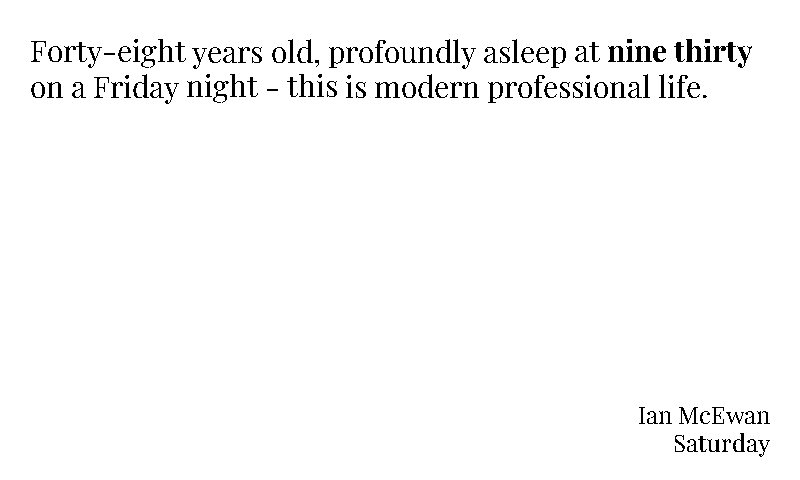 Forty-eight years old, profoundly asleep at nine thirty
on a Friday night - this is modern professional life.
Ian McEwan
Saturday